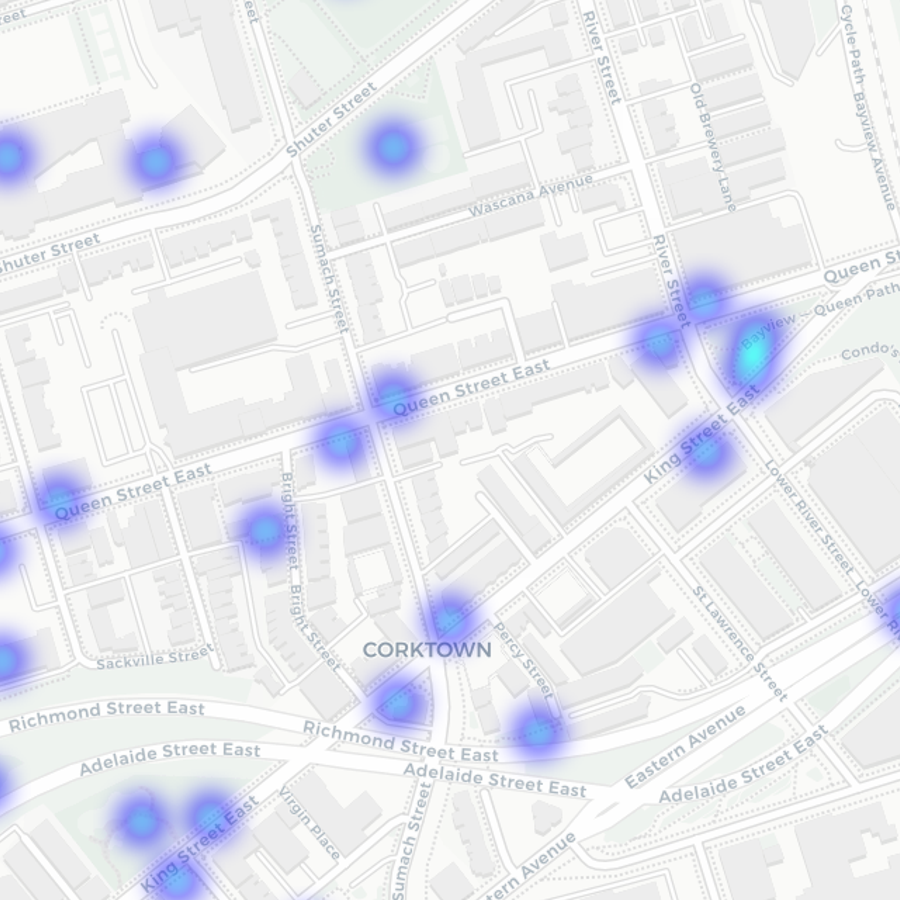 Street
Street
River Street
Cycle Path Bayview Avenue
Shuter Street
Old Brewery Lane
Wascana Avenue
Shuter Street
Sumach Street
River Street
Queen St
Bayview — Queen Path
Condo's
Queen Street East
King Street East
Queen Street East
Bright Street
Lower River Street
Lower Ri
Bright Street
St Lawrence Street
CORKTOWN
Percy Street
Sackville Street
Richmond Street East
Richmond Street East
Adelaide Street East
Adelaide Street East
Eastern Avenue
Adelaide Street East
King Street East
Virgin Place
Sumach Street
tern Avenue